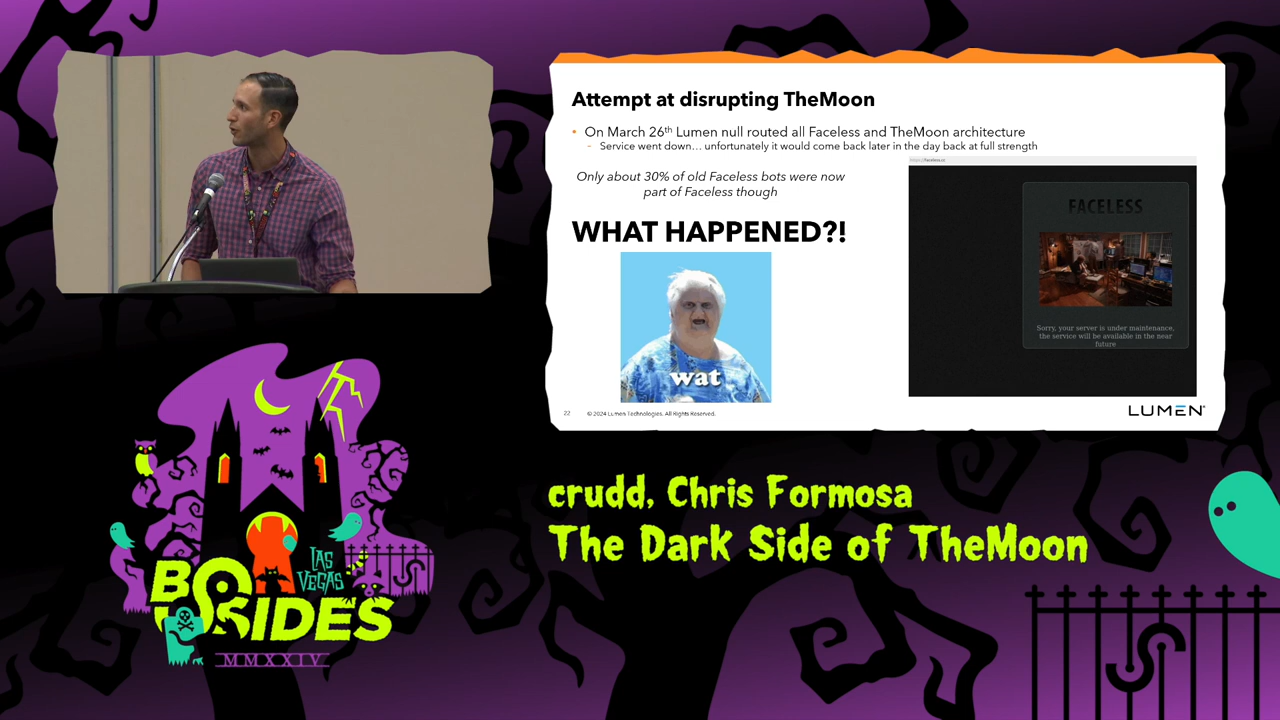 Attempt at disrupting TheMoon
• On March 26th Lumen null routed all Faceless and TheMoon architecture
- Service went down... unfortunately it would come back later in the day back at full strength
Only about 30% of old Faceless bots were now
part of Faceless though
WHAT HAPPENED?!
wat
FACELESS
Sorry, your server is under maintenance,
the service will be available in the near
future
22 © 2024 Lumen Technologies. All Rights Reserved.
LUMEN®
crudd, Chris Formosa
The Dark Side of TheMoon
LAS
VEGAS
BSIDES
MMXXIV